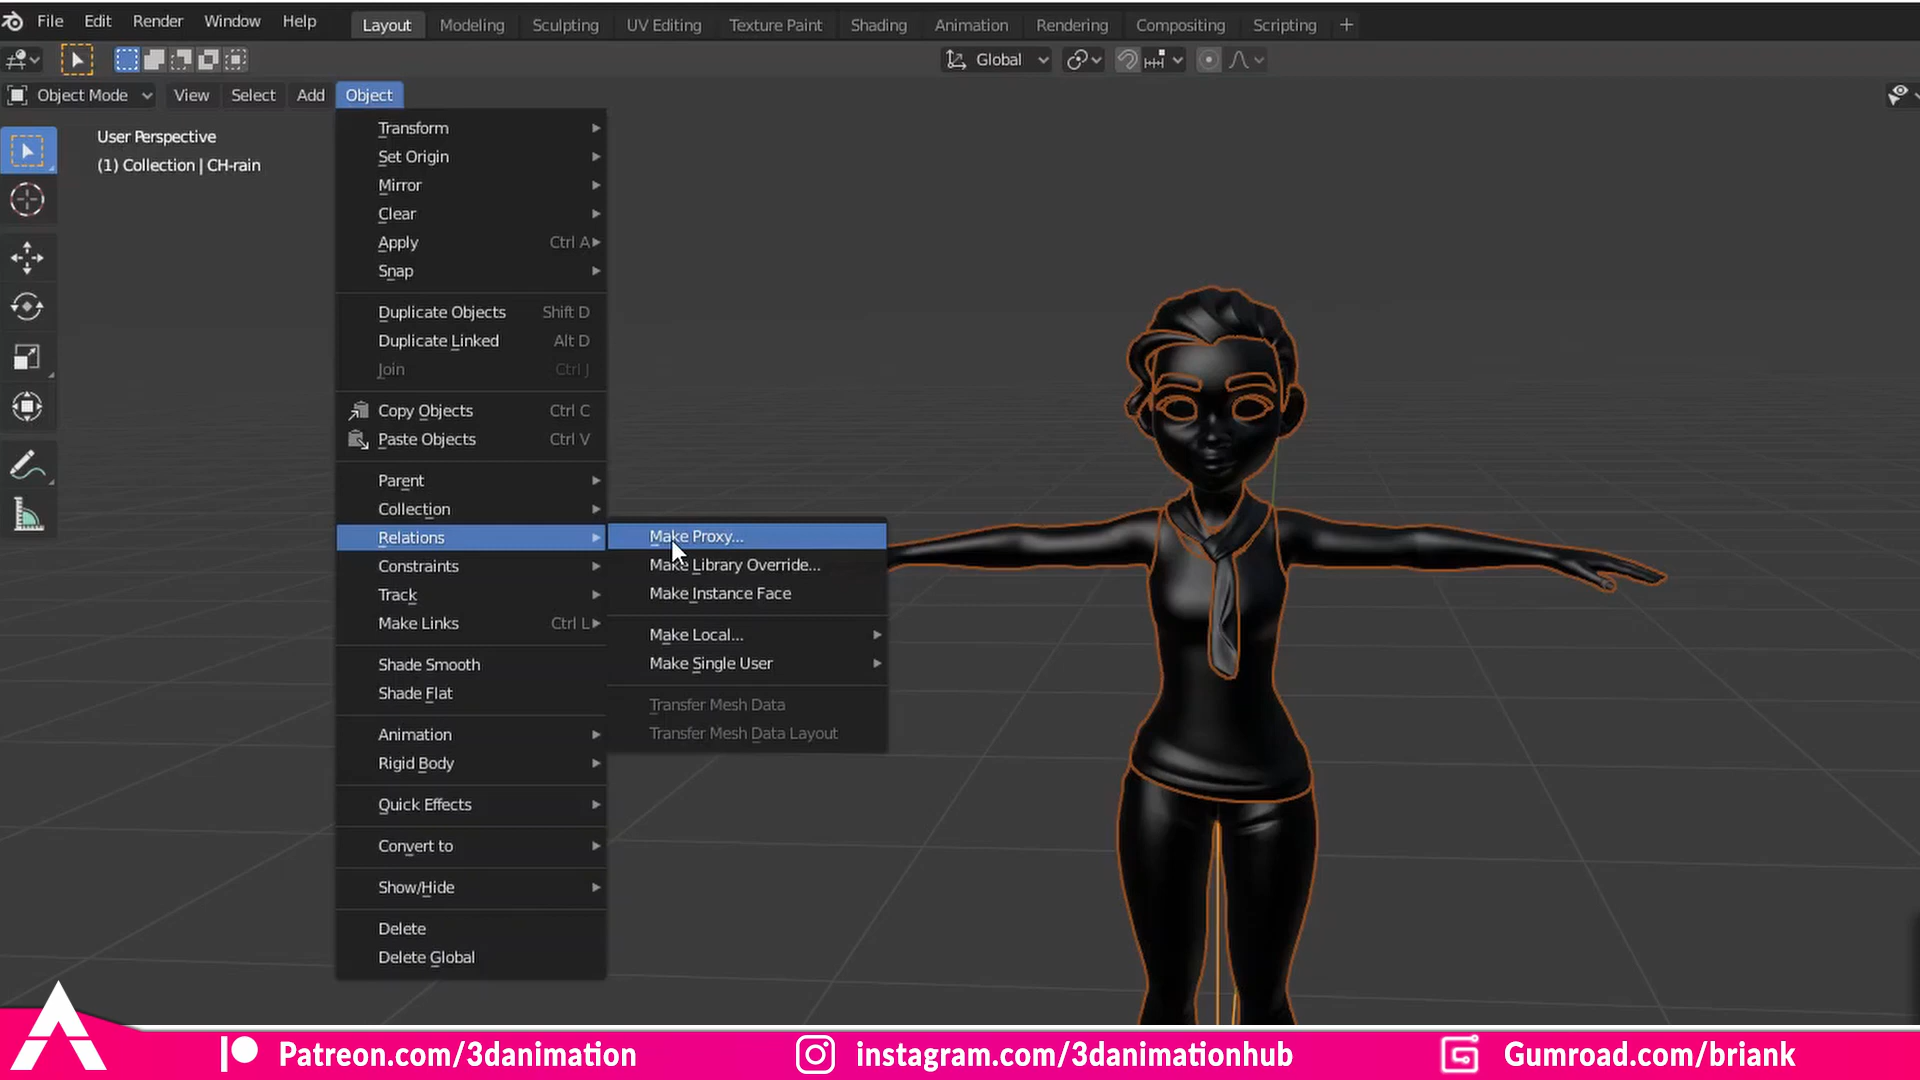 File Edit Render Window Help Layout Modeling Sculpting UV Editing Texture Paint Shading Animation Rendering Compositing Scripting +
Global
Object Mode View Select Add Object
User Perspective
(1) Collection | CH-rain
Transform
Set Origin
Mirror
Clear
Apply Ctrl A
Snap
Duplicate Objects Shift D
Duplicate Linked Alt D
Join Ctrl J
Copy Objects Ctrl C
Paste Objects Ctrl V
Parent
Collection
Relations
Constraints
Track
Make Links Ctrl L
Shade Smooth
Shade Flat
Animation
Rigid Body
Quick Effects
Convert to
Show/Hide
Delete
Delete Global
Make Proxy...
Make Library Override...
Make Instance Face
Make Local...
Make Single User
Transfer Mesh Data
Transfer Mesh Data Layout
Patreon.com/3danimation instagram.com/3danimationhub Gumroad.com/briank